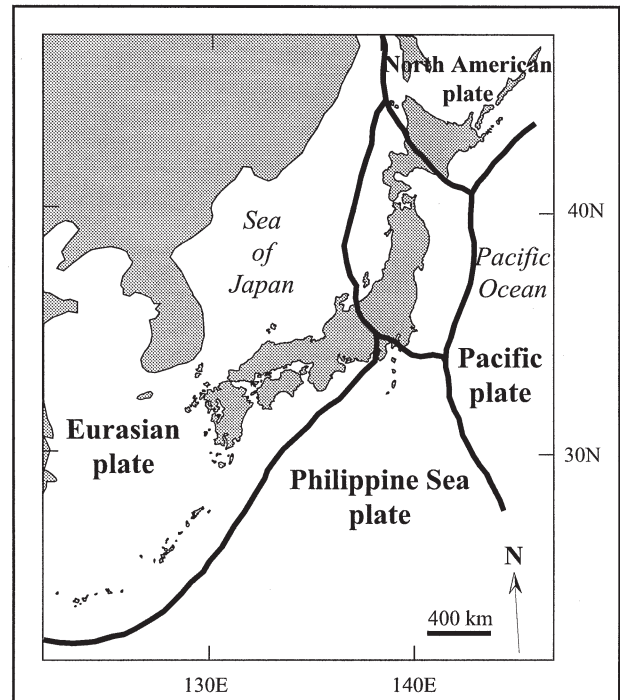 North American
plate
40N
Sea
of
Japan
Pacific
Ocean
Pacific
plate
Eurasian
plate
30N
Philippine Sea
plate
N
400 km
130E
140E